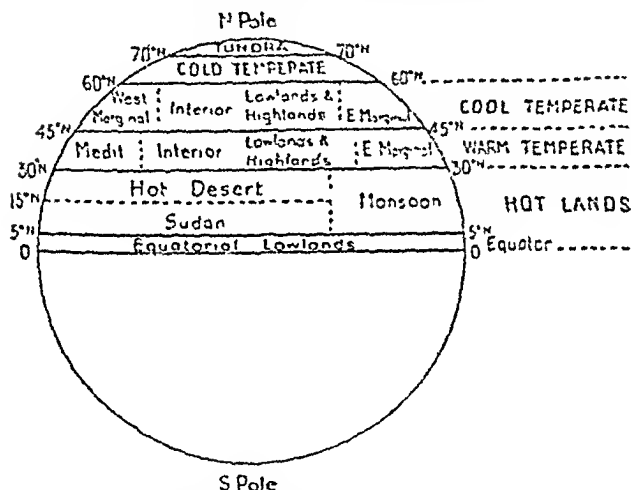 N Pole
70°N TUNDRA 70°N
COLD TEMPERATE
60°N 60°N
West Marginal Interior Lowlands & Highlands E Marginal COOL TEMPERATE
45°N 45°N
Medit Interior Lowlands & Highlands E Marginal WARM TEMPERATE
30°N 30°N
Hot Desert Monsoon HOT LANDS
15°N
Sudan
5°N 5°N
Equatorial Lowlands Equator
0 0
S Pole